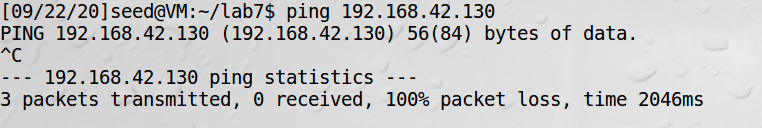 [09/22/20]seed@VM:~/lab7$ ping 192.168.42.130
PING 192.168.42.130 (192.168.42.130) 56(84) bytes of data.
^C
--- 192.168.42.130 ping statistics ---
3 packets transmitted, 0 received, 100% packet loss, time 2046ms